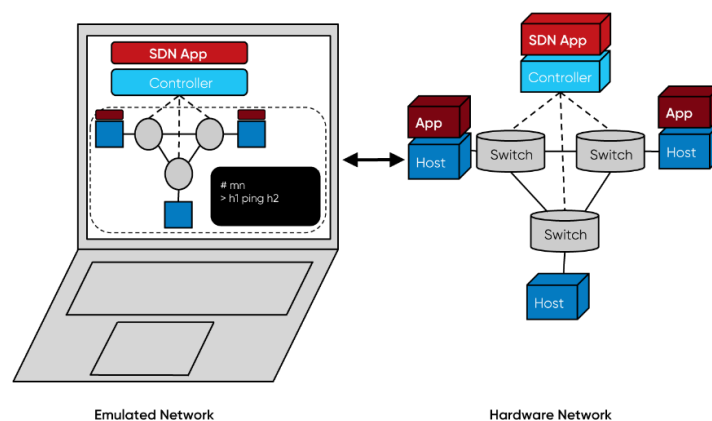 SDN App
Controller
# mn
> h1 ping h2
Emulated Network
SDN App
Controller
App
Host
Switch
Switch
App
Host
Switch
Host
Hardware Network